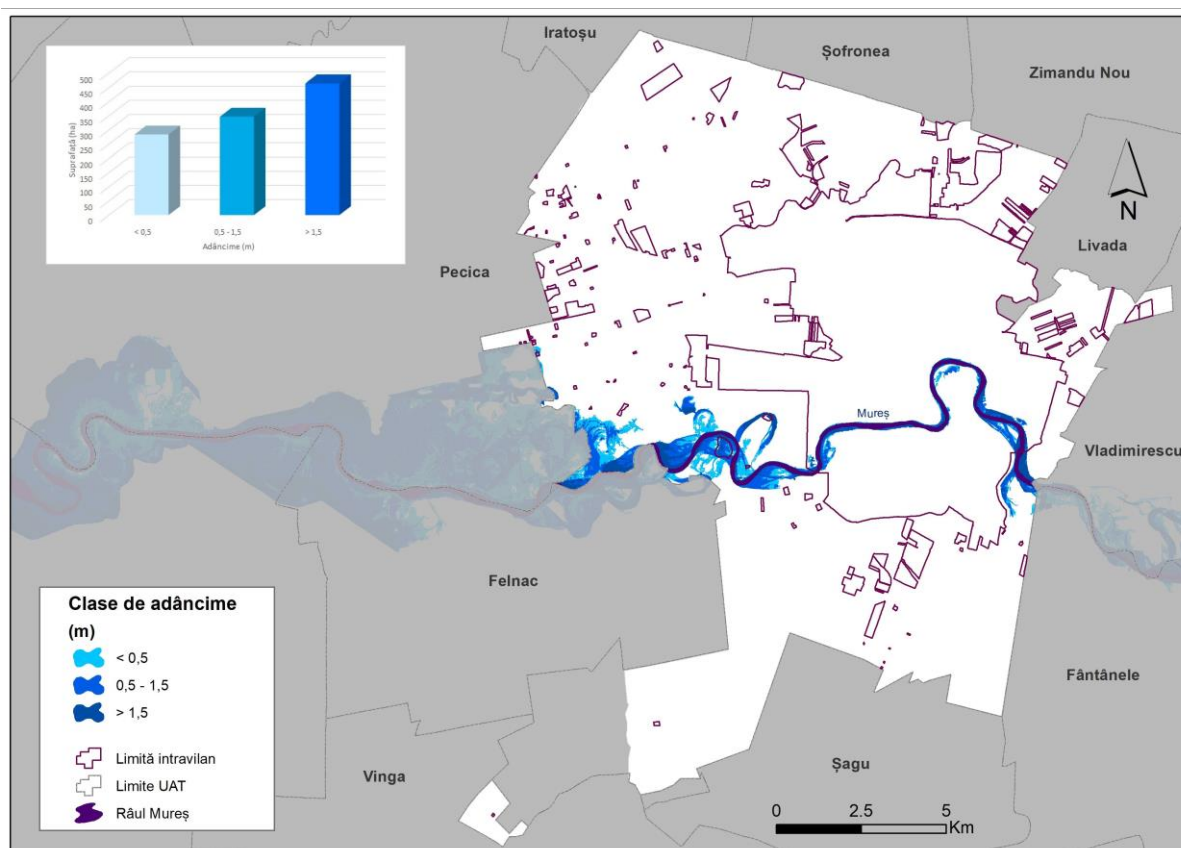 Iratoșu
Șofronea
Zimandu Nou
500
450
400
350
300
250
200
150
100
50
0
Suprafață (ha)
< 0,5
0,5 - 1,5
> 1,5
Adâncime (m)
N
Livada
Pecica
Mureș
Vladimirescu
Felnac
Fântânele
Vinga
Șagu
Clase de adâncime
(m)
< 0,5
0,5 - 1,5
> 1,5
Limită intravilan
Limite UAT
Râul Mureș
0 2.5 5
Km